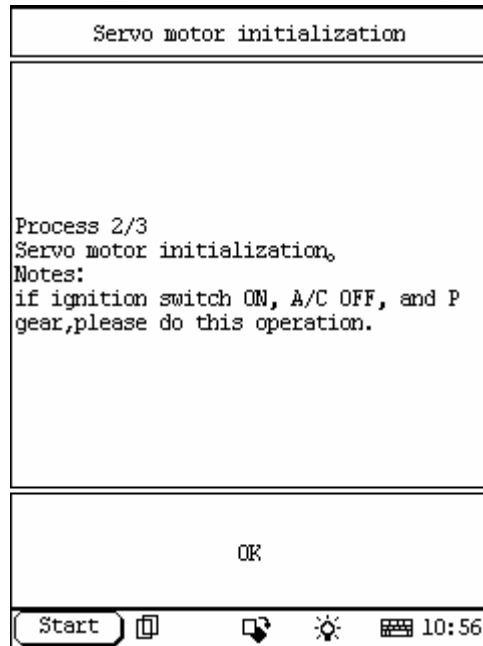 Servo motor initialization
Process 2/3
Servo motor initialization。
Notes:
if ignition switch ON, A/C OFF, and P
gear,please do this operation.
OK
Start 10:56